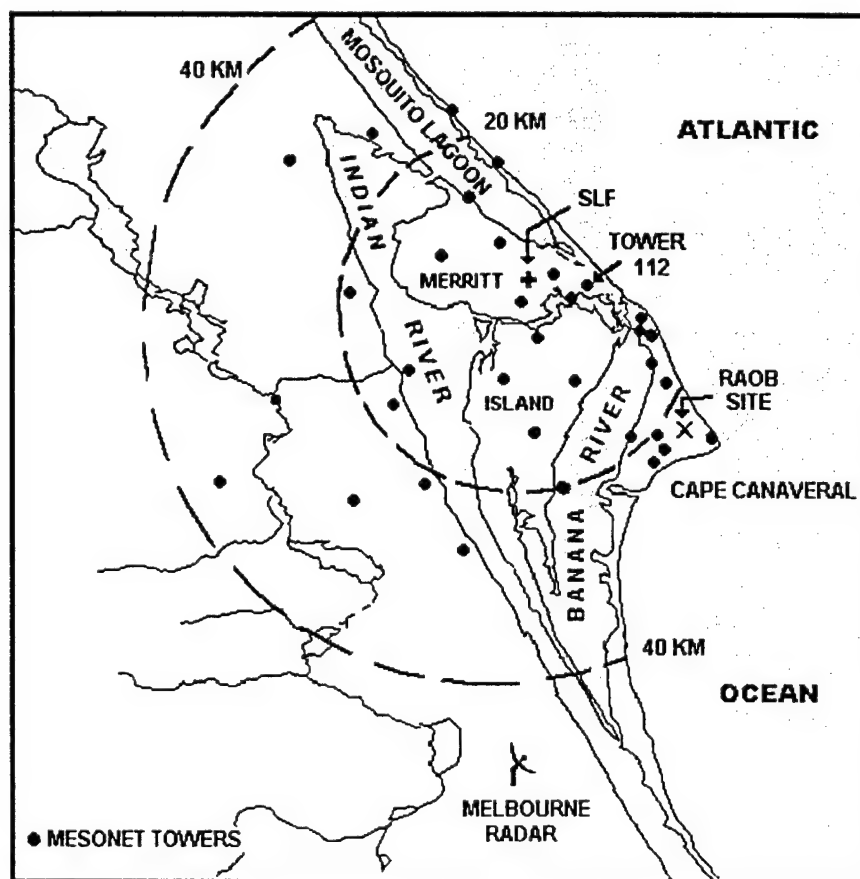 40 KM
MOSQUITO LAGOON
20 KM
ATLANTIC
INDIAN
SLF
TOWER
112
MERRITT
RIVER
ISLAND
RIVER
RAOB
SITE
CAPE CANAVERAL
BANANA
40 KM
OCEAN
MELBOURNE
RADAR
MESONET TOWERS